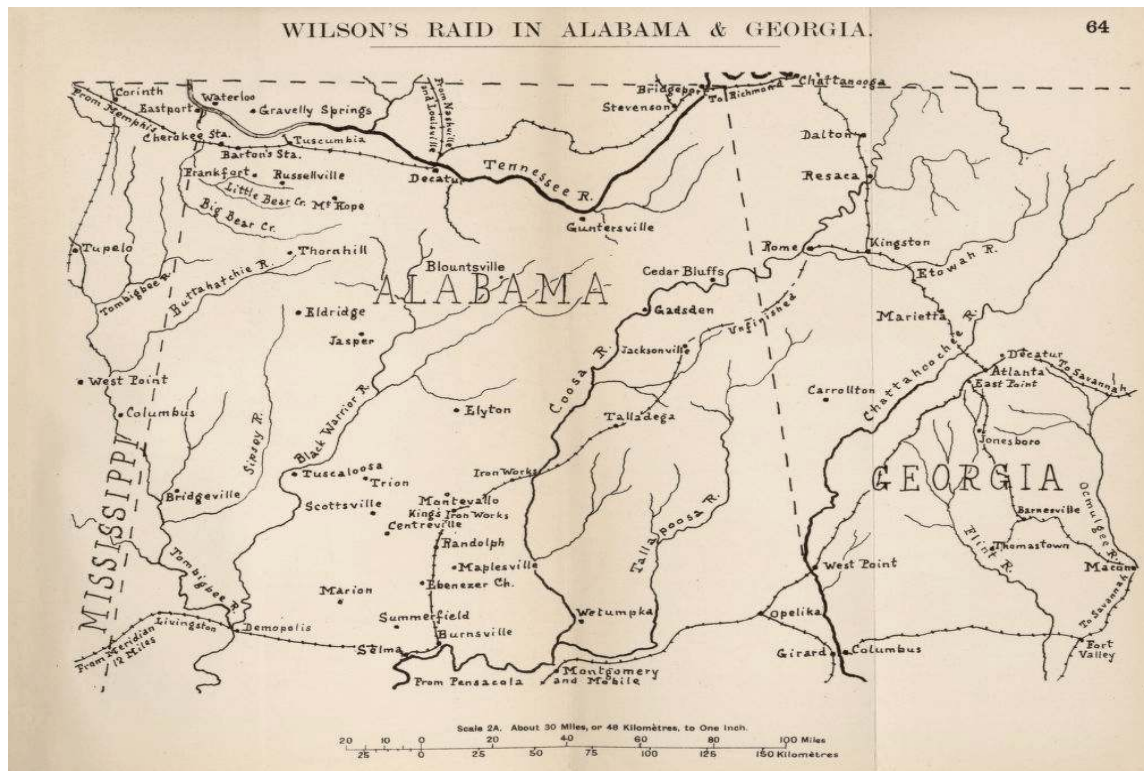 WILSON'S RAID IN ALABAMA & GEORGIA.
64
Corinth
From Memphis
Eastport
Waterloo
Gravelly Springs
From Nashville
and Louisville
Bridgeport
Stevenson
To Richmond
Chattanooga
Cherokee Sta.
Tuscumbia
Barton's Sta.
Decatur
Tennessee R.
Dalton
Resaca
Frankfort
Russellville
Little Bear Cr.
Mt Hope
Big Bear Cr.
Guntersville
Tupelo
Thornhill
Rome
Kingston
Etowah R.
Tombigbee R.
Buttahatchie R.
Blountsville
ALABAMA
Cedar Bluffs
Gadsden
Unfinished
Marietta
Eldridge
Jasper
Jacksonville
Coosa R.
Chattahoochee R.
Decatur
To Savannah
Atlanta
East Point
West Point
Columbus
Sipsey R.
Black Warrior R.
Elyton
Talladega
Carrollton
Jonesboro
GEORGIA
MISSISSIPPI
Tuscaloosa
Trion
Iron Works
Bridgeville
Scottsville
Montevallo
King's Iron Works
Centreville
Randolph
Tallapoosa R.
Barnesville
Ocmulgee R.
Thomastown
Flint R.
Macon
Tombigbee R.
Maplesville
Ebenezer Ch.
West Point
Marion
Summerfield
Wetumpka
Opelika
To Savannah
Livingston
Demopolis
Burnsville
Selma
From Meridian
12 Miles
Girard
Columbus
Fort
Valley
From Pensacola
Montgomery
and Mobile
Scale 2A. About 30 Miles, or 48 Kilomètres, to One Inch.
20 10 0 20 40 60 80 100 Miles
25 0 25 50 75 100 150 Kilomètres